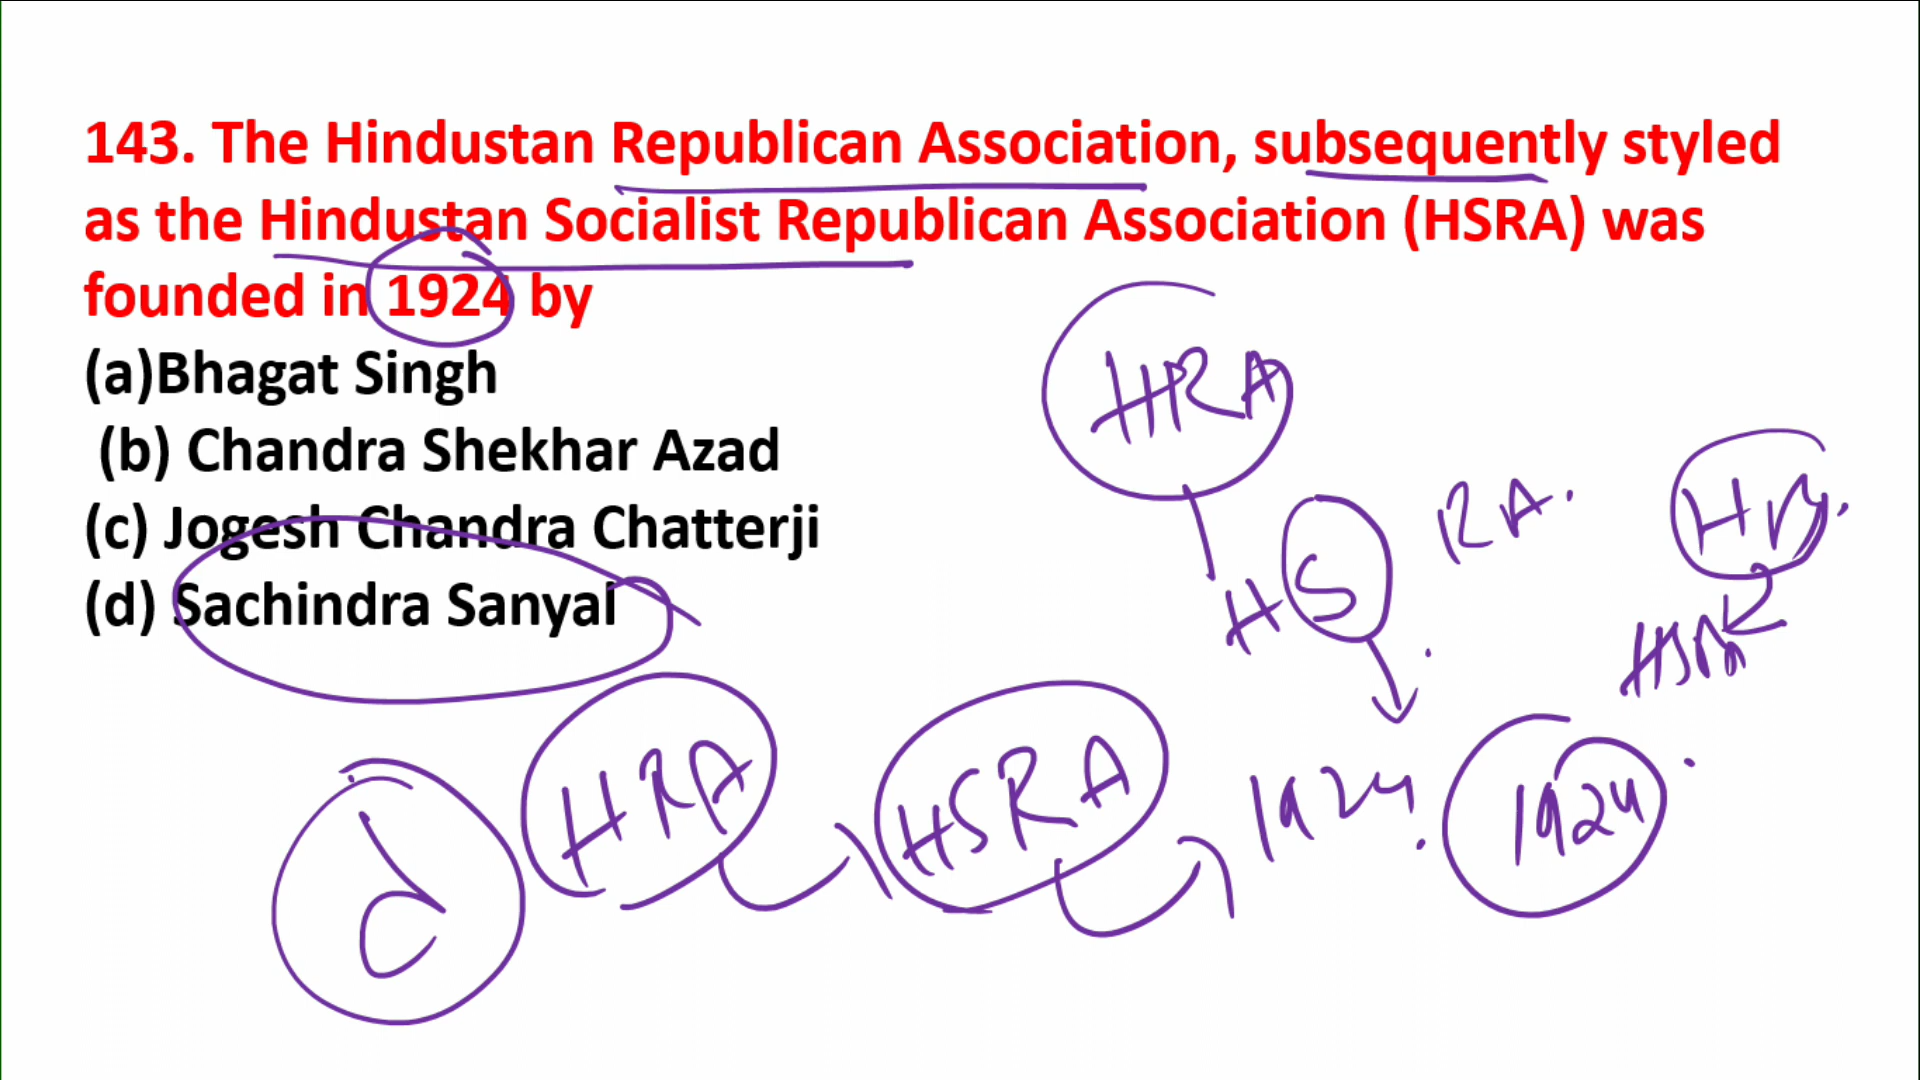 143. The Hindustan Republican Association, subsequently styled
as the Hindustan Socialist Republican Association (HSRA) was
founded in 1924 by
(a)Bhagat Singh
(b) Chandra Shekhar Azad
(c) Jogesh Chandra Chatterji
(d) Sachindra Sanyal
HRA
HS RA.
HRA
HSRA
1924
1924
d